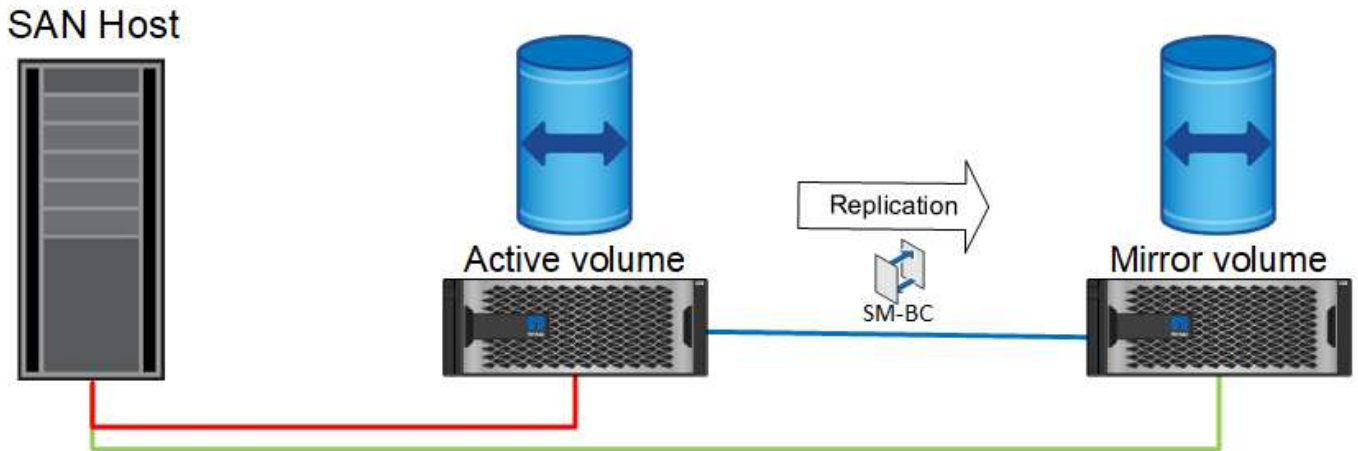 SAN Host
Replication
Active volume
SM-BC
Mirror volume